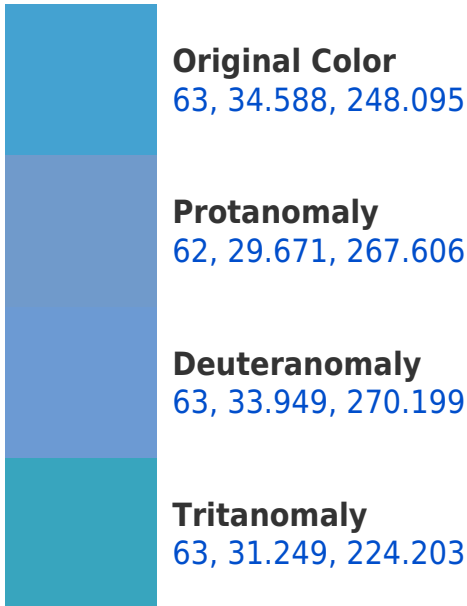 Original Color
63, 34.588, 248.095
Protanomaly
62, 29.671, 267.606
Deuteranomaly
63, 33.949, 270.199
Tritanomaly
63, 31.249, 224.203